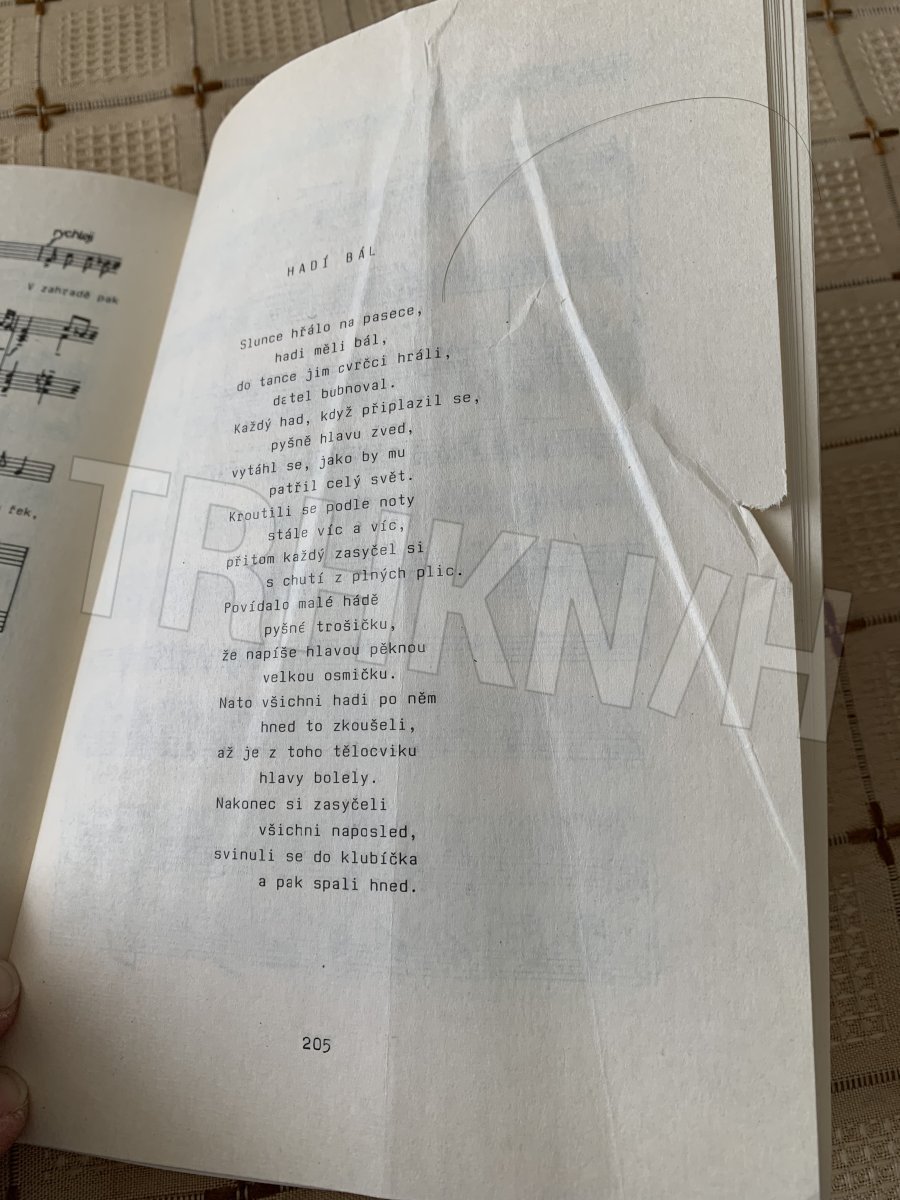 rychleji
V zahradě pak
řek,
HADÍ BÁL
Slunce hřálo na pasece,
hadi měli bál,
do tance jim cvrčci hráli,
datel bubnoval.
Každý had, když připlazil se,
pyšně hlavu zved,
vytáhl se, jako by mu
patřil celý svět.
Kroutili se podle noty
stále víc a víc,
přitom každý zasyčel si
s chutí z plných plic.
Povídalo malé hádě
pyšné trošičku,
že napíše hlavou pěknou
velkou osmičku.
Nato všichni hadi po něm
hned to zkoušeli,
až je z toho tělocviku
hlavy bolely.
Nakonec si zasyčeli
všichni naposled,
svinuli se do klubíčka
a pak spali hned.
205
TRHKNIH